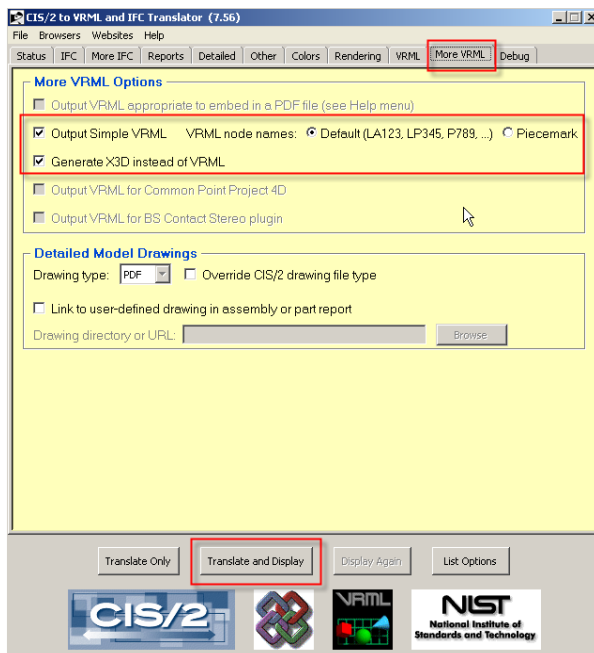 CIS/2 to VRML and IFC Translator (7.56)
File Browsers Websites Help
Status IFC More IFC Reports Detailed Other Colors Rendering VRML More VRML Debug
More VRML Options
Output VRML appropriate to embed in a PDF file (see Help menu)
Output Simple VRML VRML node names: Default (LA123, LP345, P789, ...) Piecemark
Generate X3D instead of VRML
Output VRML for Common Point Project 4D
Output VRML for BS Contact Stereo plugin
Detailed Model Drawings
Drawing type: PDF Override CIS/2 drawing file type
Link to user-defined drawing in assembly or part report
Drawing directory or URL: Browse
Translate Only Translate and Display Display Again List Options
CIS/2 VRML NIST
National Institute of
Standards and Technology